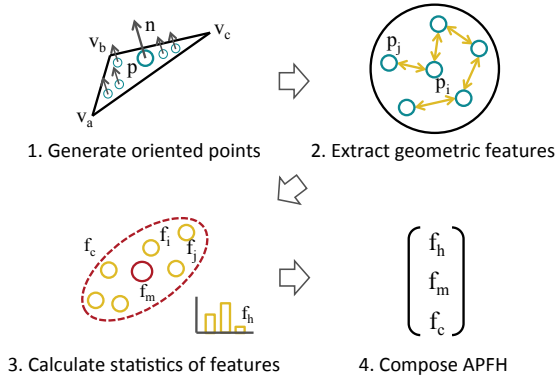 n
v_b
v_c
p
v_a
p_j
p_i
1. Generate oriented points
2. Extract geometric features
f_c
f_i
f_j
f_m
f_h
f_h
f_m
f_c
3. Calculate statistics of features
4. Compose APFH